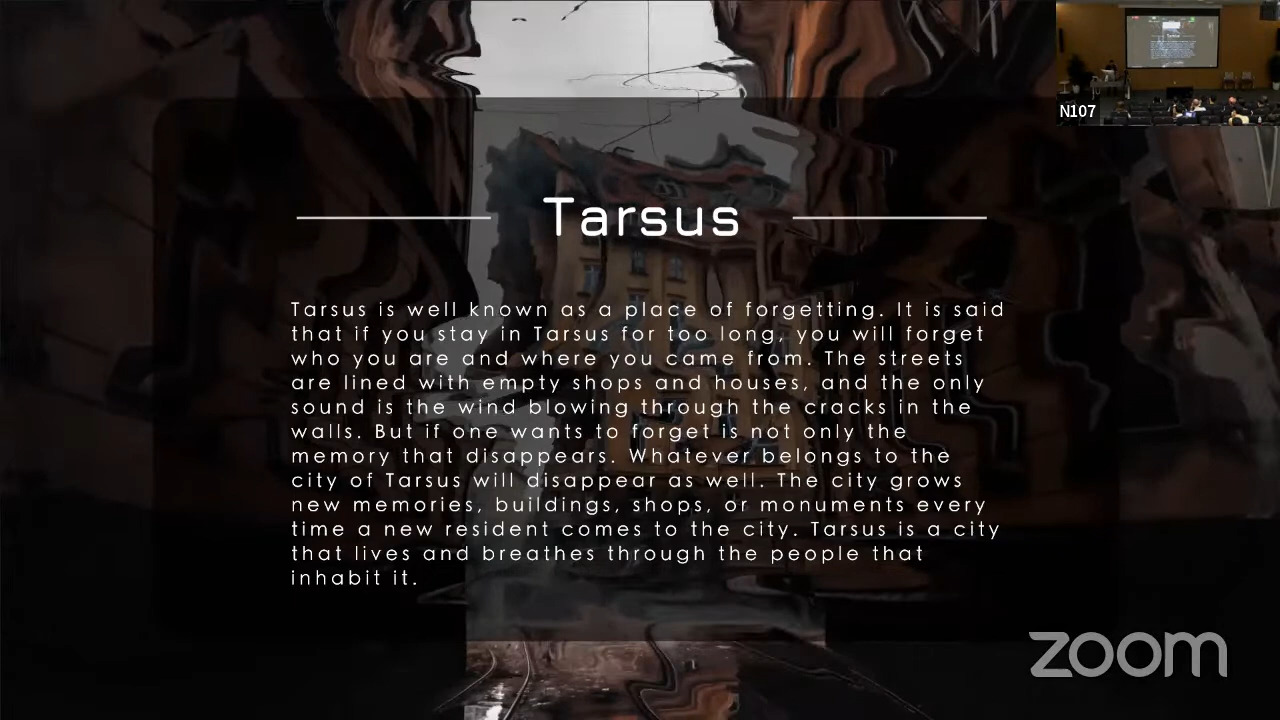 N107
Tarsus
Tarsus is well known as a place of forgetting. It is said
that if you stay in Tarsus for too long, you will forget
who you are and where you came from. The streets
are lined with empty shops and houses, and the only
sound is the wind blowing through the cracks in the
walls. But if one wants to forget is not only the
memory that disappears. Whatever belongs to the
city of Tarsus will disappear as well. The city grows
new memories, buildings, shops, or monuments every
time a new resident comes to the city. Tarsus is a city
that lives and breathes through the people that
inhabit it.
zoom